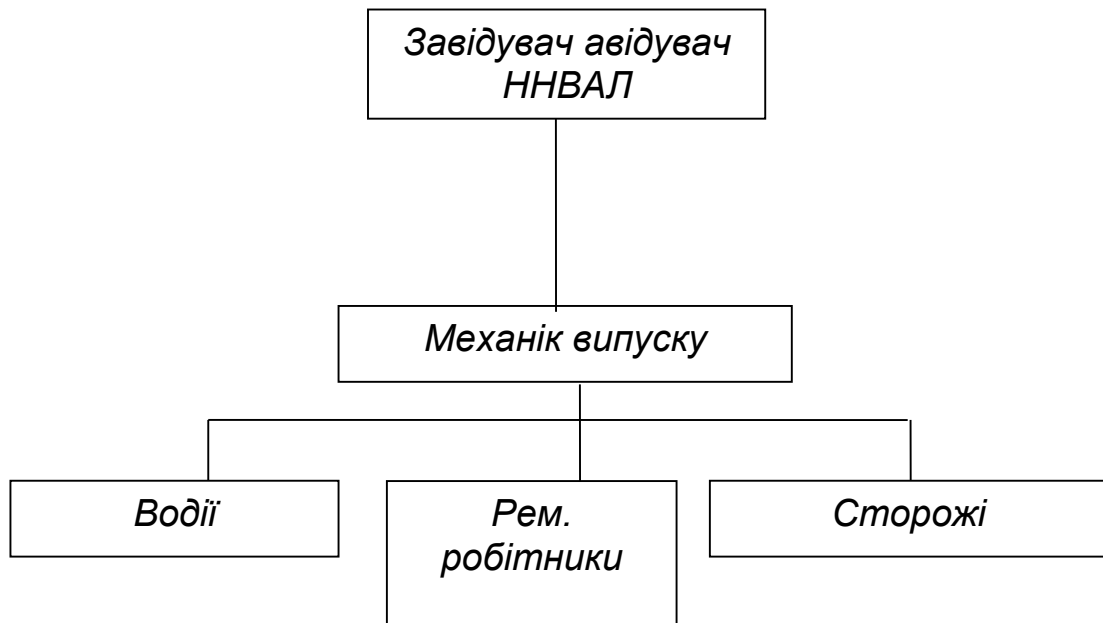 Завідувач авідувач
ННВАЛ
Механік випуску
Водії
Рем.
робітники
Сторожі